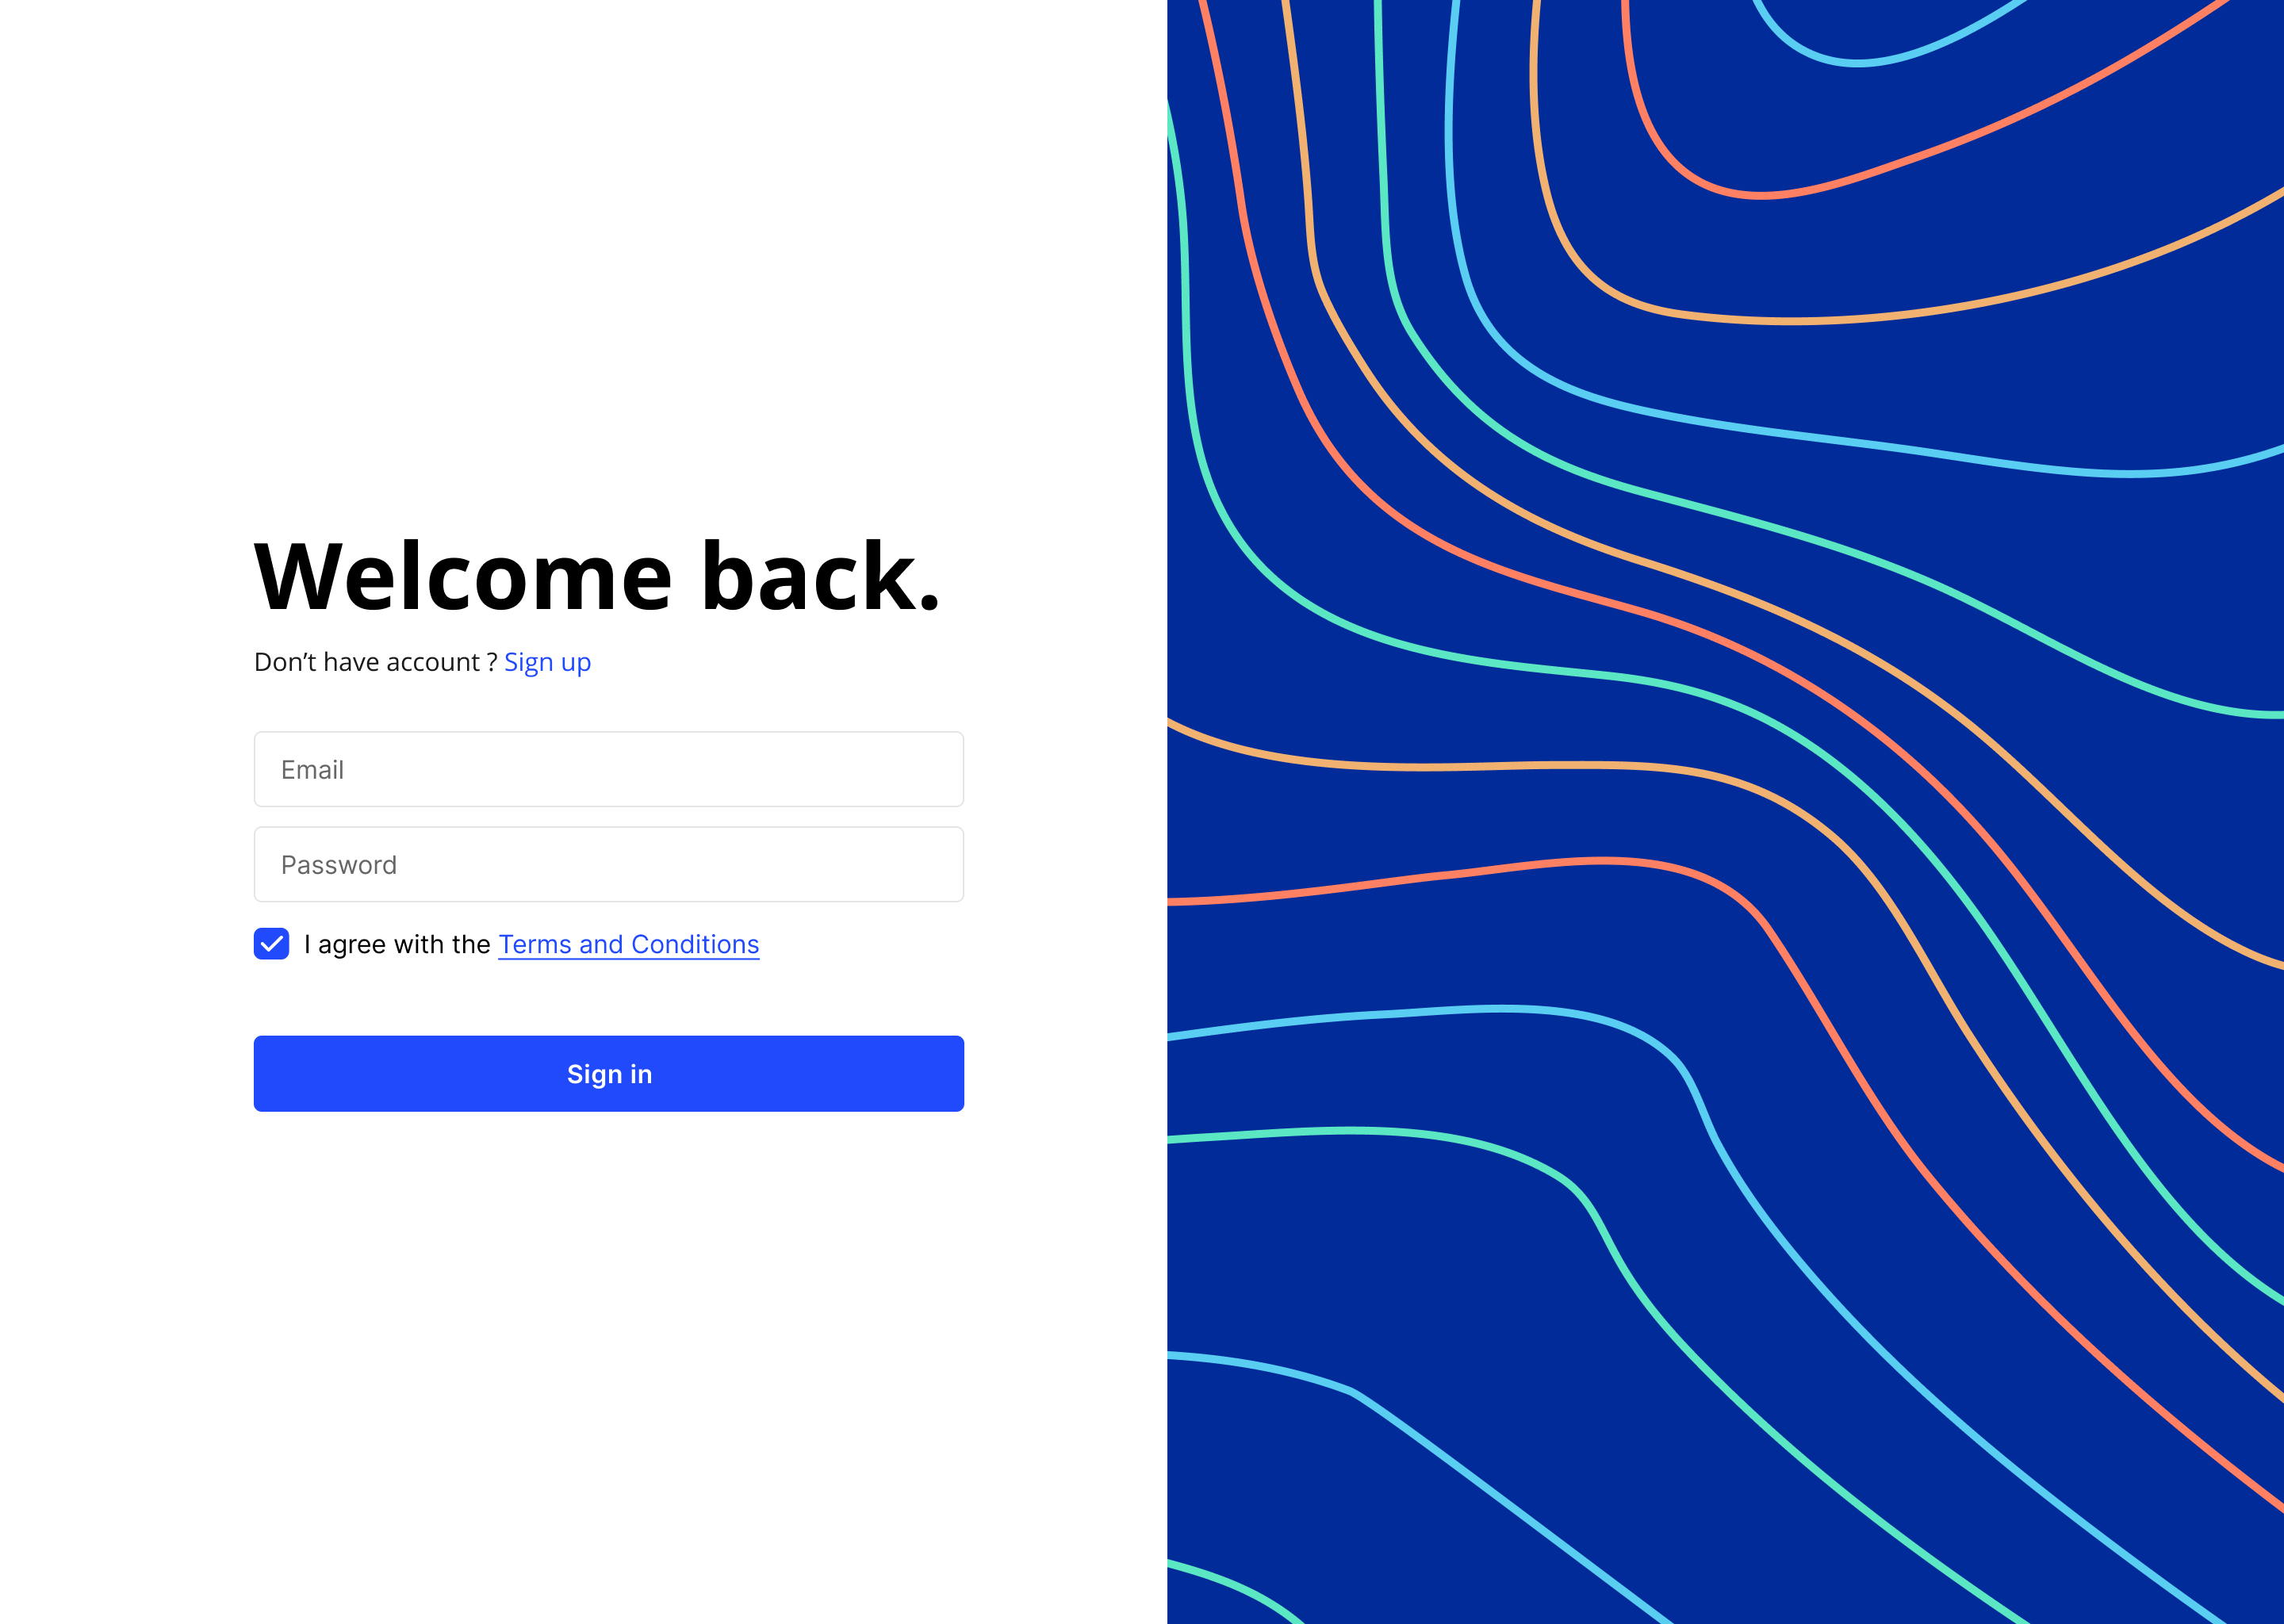 Welcome back.
Don’t have account ? Sign up
Email
Password
I agree with the Terms and Conditions
Sign in